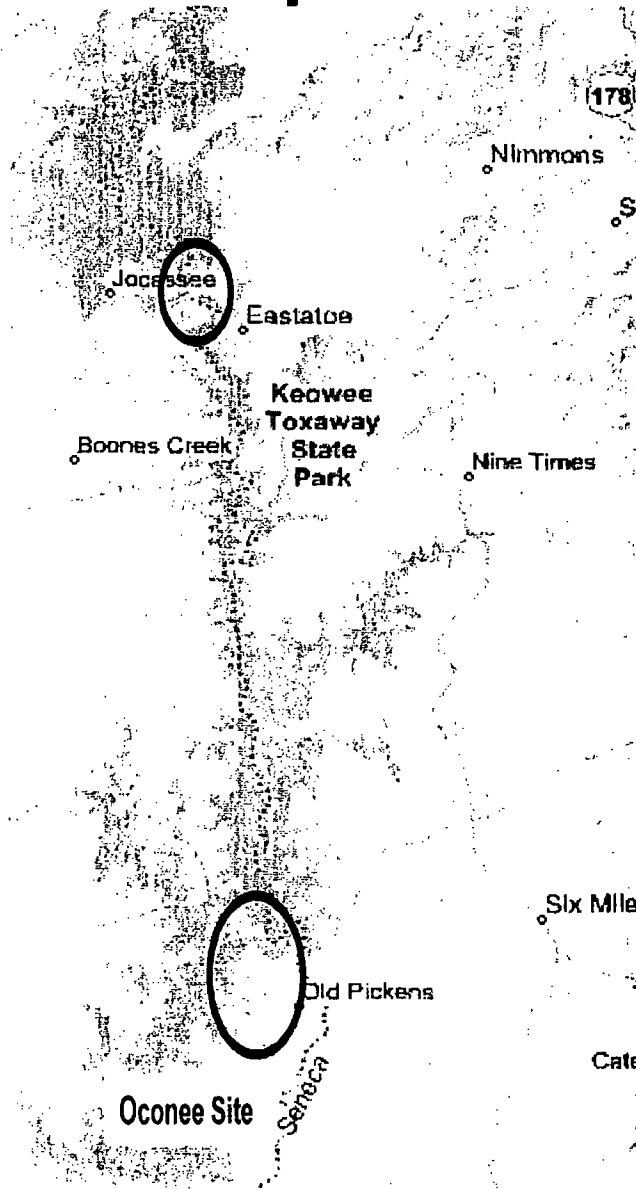 178
Nimmons
S
Jocassee
Eastatoe
Keowee
Toxaway
State
Park
Boones Creek
Nine Times
Six Mile
Old Pickens
Cate
Oconee Site
Seneca